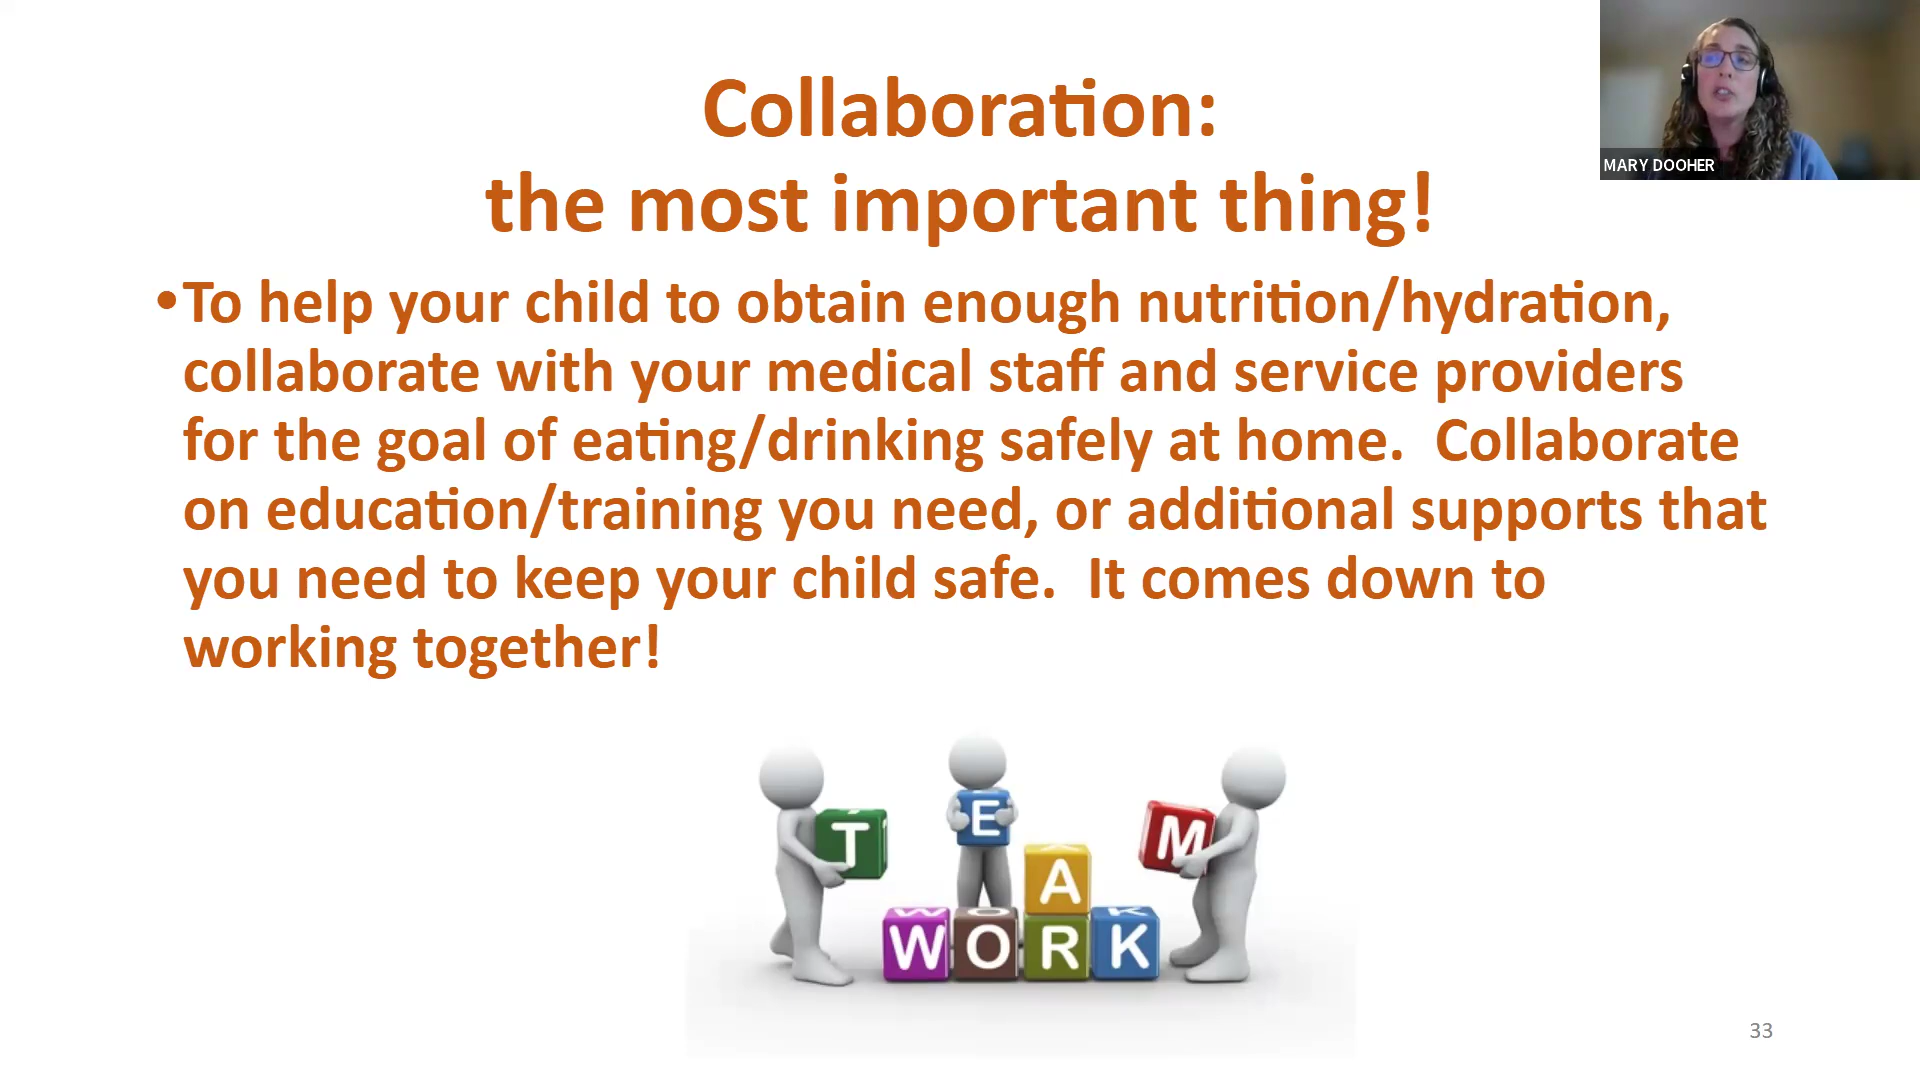 Collaboration:
the most important thing!
MARY DOOHER
•To help your child to obtain enough nutrition/hydration,
collaborate with your medical staff and service providers
for the goal of eating/drinking safely at home.  Collaborate
on education/training you need, or additional supports that
you need to keep your child safe.  It comes down to
working together!
T E A M
WORK
33